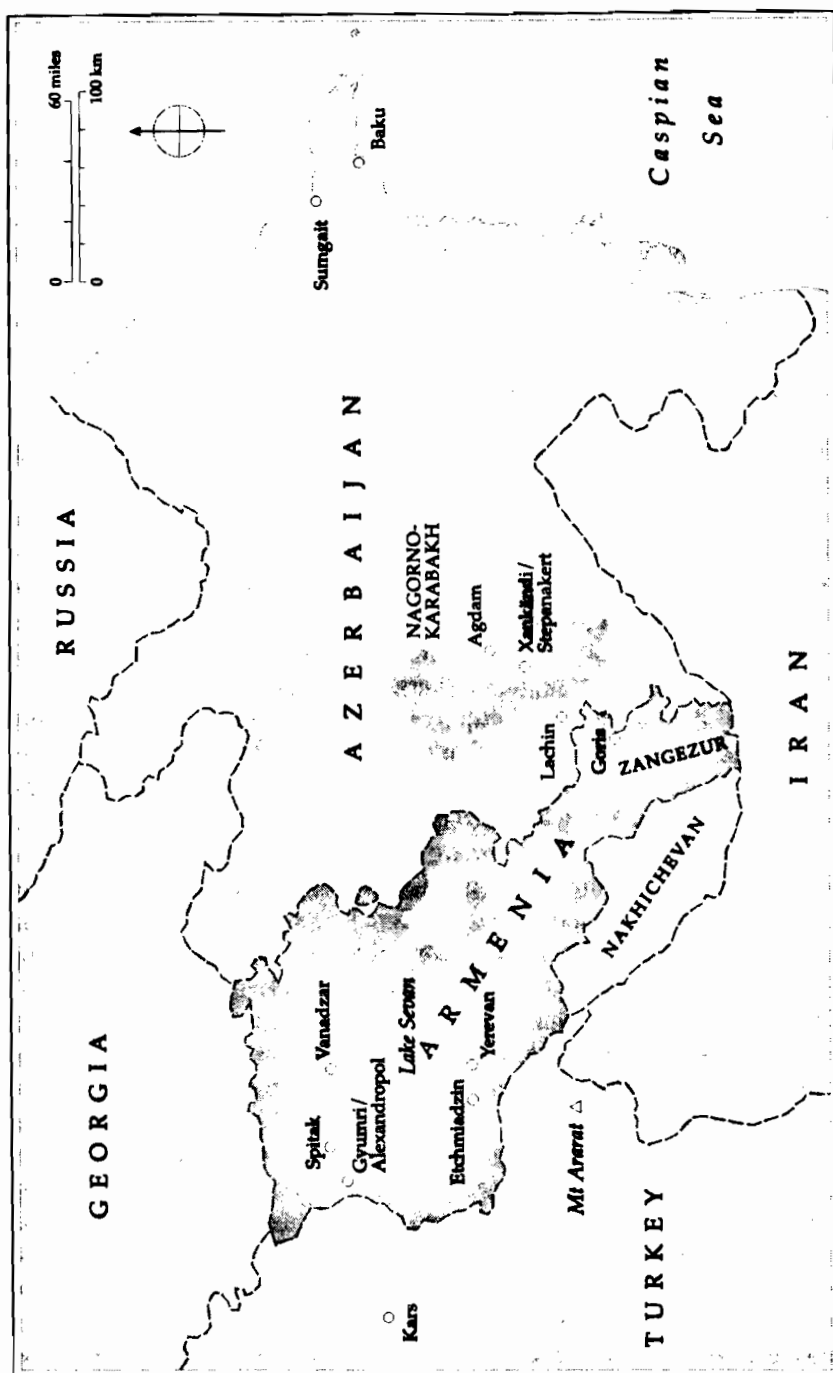 0 60 miles
0 100 km
RUSSIA
GEORGIA
Sumgait
Baku
AZERBAIJAN
Spitak
Vanadzar
Gyumri/
Alexandropol
Lake Sevan
NAGORNO-
KARABAKH
Agdam
Kars
ARMENIA
Etchmiadzin
Yerevan
Xankändi/
Stepanakert
Lachin
Goris
ZANGEZUR
Mt Ararat
NAKHICHEVAN
TURKEY
IRAN
Caspian
Sea